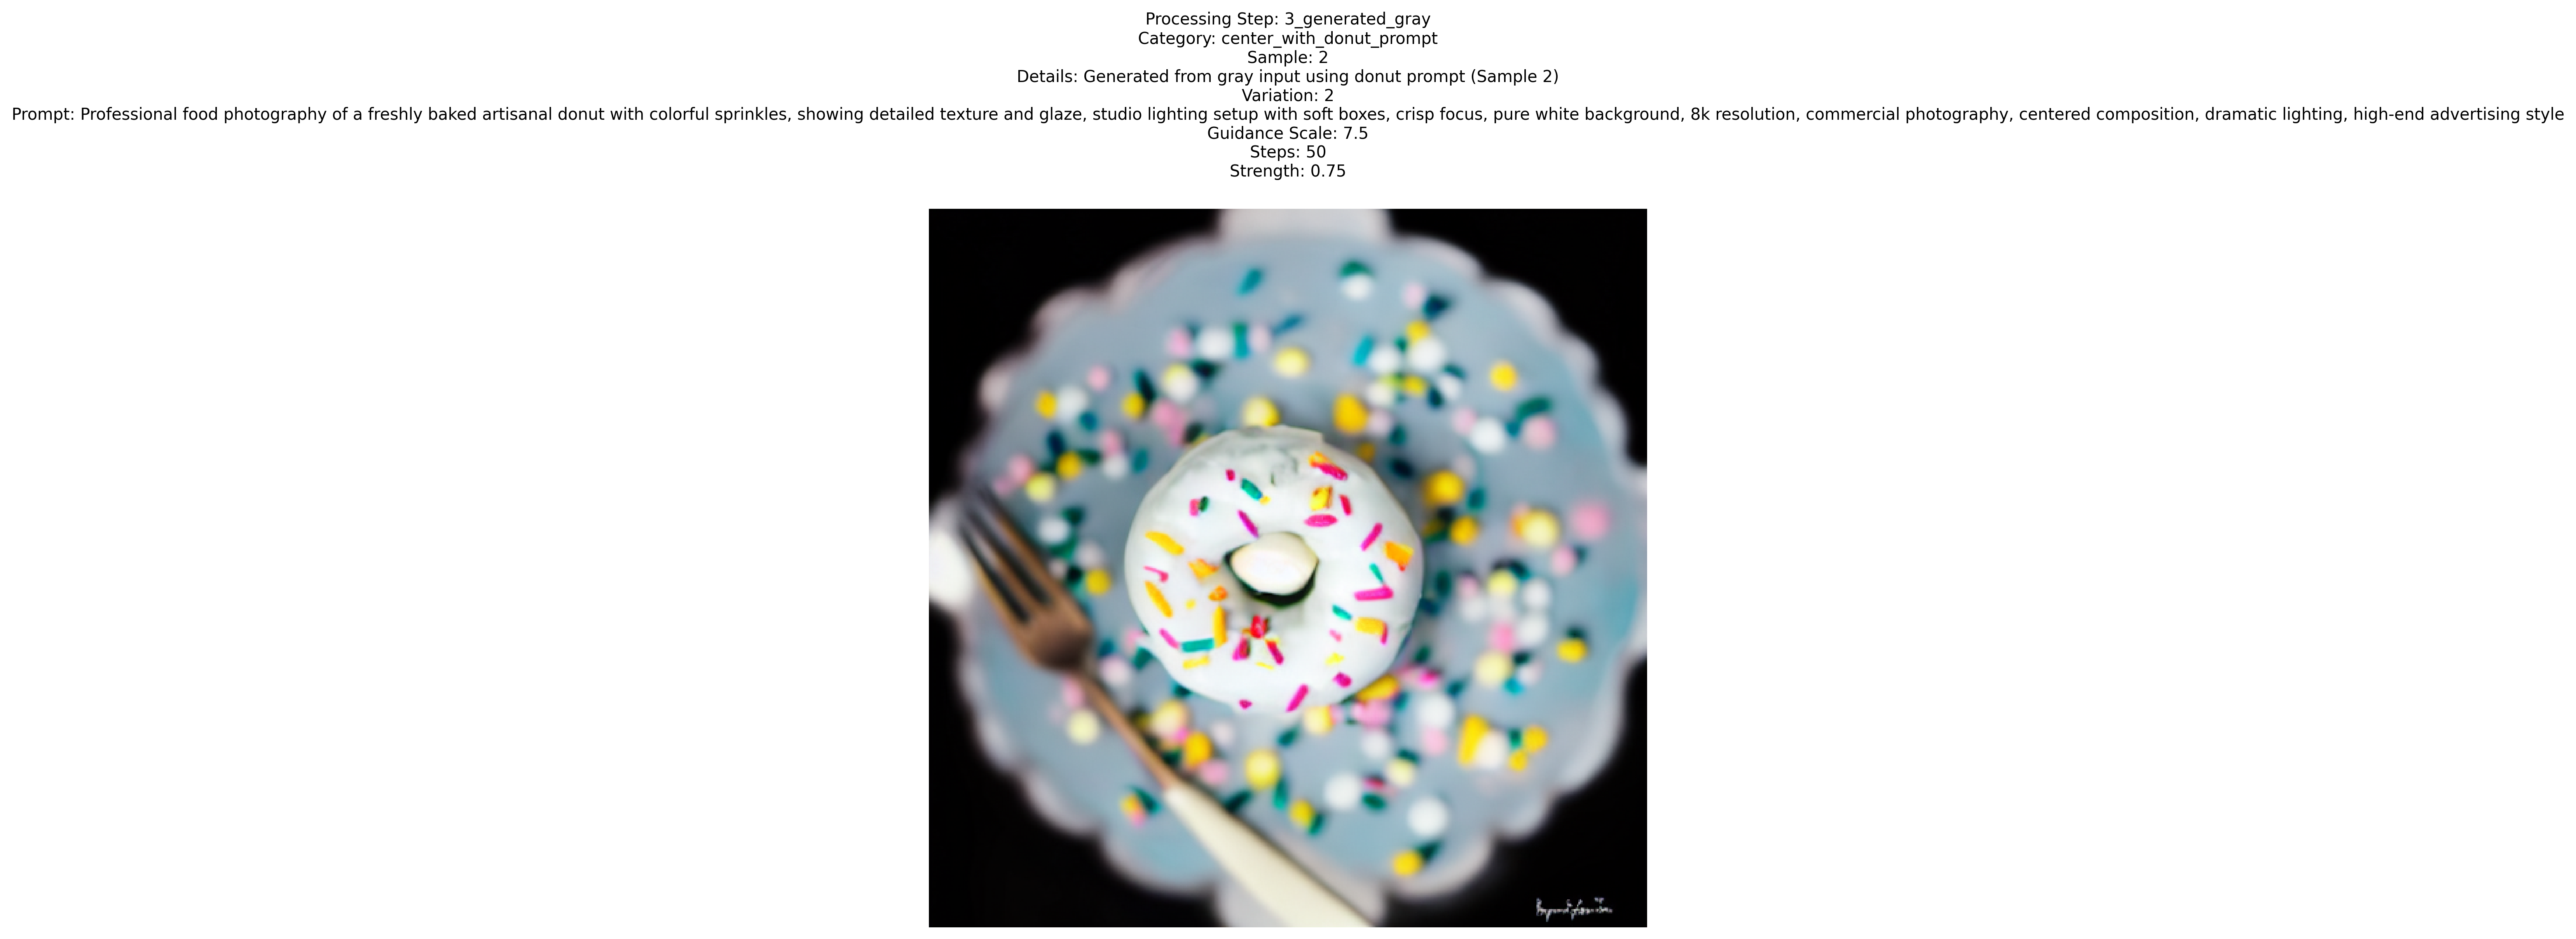 Processing Step: 3_generated_gray
Category: center_with_donut_prompt
Sample: 2
Details: Generated from gray input using donut prompt (Sample 2)
Variation: 2
Prompt: Professional food photography of a freshly baked artisanal donut with colorful sprinkles, showing detailed texture and glaze, studio lighting setup with soft boxes, crisp focus, pure white background, 8k resolution, commercial photography, centered composition, dramatic lighting, high-end advertising style
Guidance Scale: 7.5
Steps: 50
Strength: 0.75